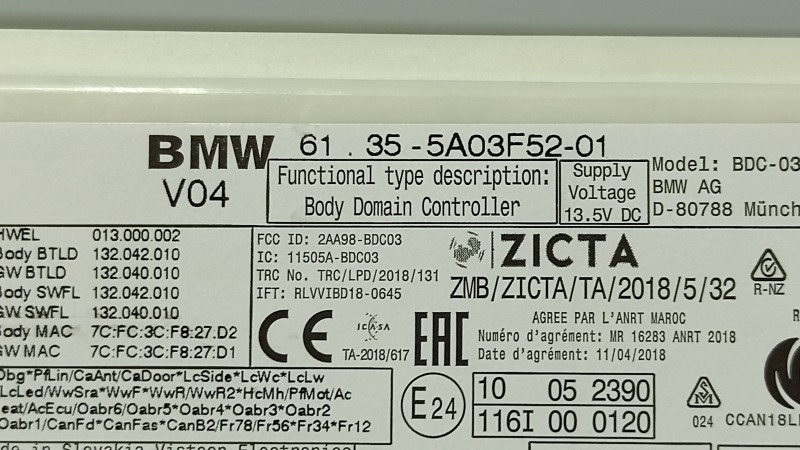 BMW 61 . 35 - 5A03F52-01
V04
Functional type description:
Body Domain Controller
Supply
Voltage
13.5V DC
Model: BDC-03
BMW AG
D-80788 Münch
HWEL 013.000.002
Body BTLD 132.042.010
GW BTLD 132.040.010
Body SWFL 132.042.010
GW SWFL 132.040.010
Body MAC 7C:FC:3C:F8:27:D2
GW MAC 7C:FC:3C:F8:27:D1
FCC ID: 2AA98-BDC03
IC: 11505A-BDC03
TRC No. TRC/LPD/2018/131
IFT: RLVVIBD18-0645
ZICTA
ZMB/ZICTA/TA/2018/5/32
R-NZ
CE
ICASA
TA-2018/617
EAC
AGREE PAR L'ANRT MAROC
Numéro d'agrément: MR 16283 ANRT 2018
Date d'agrément: 11/04/2018
Dbg*PfLin/CaAnt/CaDoor*LcSide*LcWc*LcLw
LcLed/WwSra*WwF*WwR/WwR2*HcMh/PfMot/Ac
eat/AcEcu/Oabr6/Oabr5*Oabr4*Oabr3*Oabr2
Oabr1/CanFd*CanFas*CanB2/Fr78/Fr56*Fr34*Fr12
E24
10 05 2390
116I 00 0120
024
CCAN18L
de in Slovakia Visteon Electronics